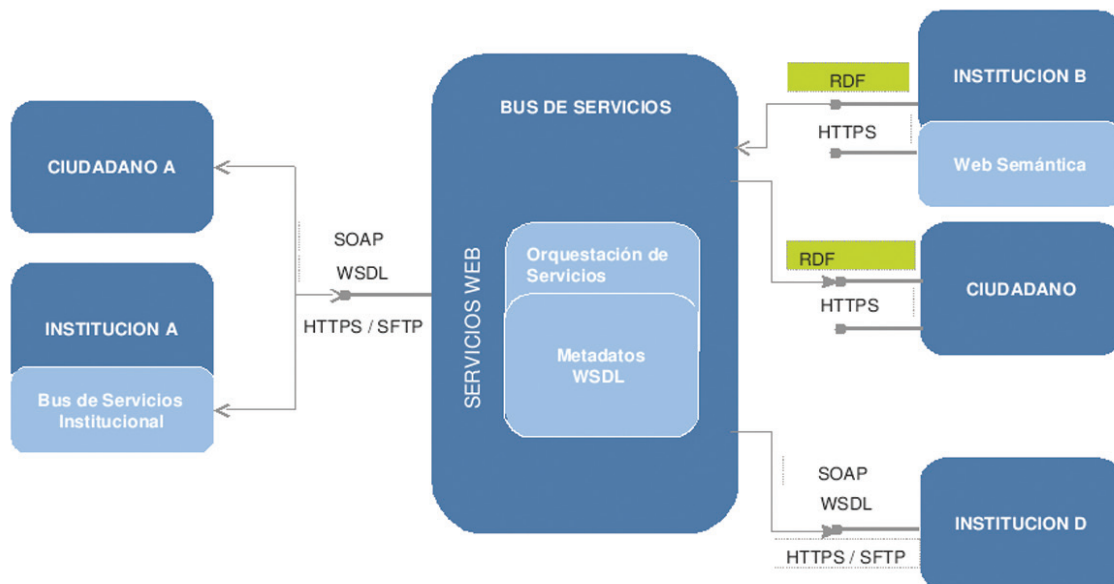 CIUDADANO A
INSTITUCION A
Bus de Servicios
Institucional
SOAP
WSDL
HTTPS / SFTP
BUS DE SERVICIOS
SERVICIOS WEB
Orquestación de
Servicios
Metadatos
WSDL
RDF
HTTPS
INSTITUCION B
Web Semántica
RDF
HTTPS
CIUDADANO
SOAP
WSDL
HTTPS / SFTP
INSTITUCION D